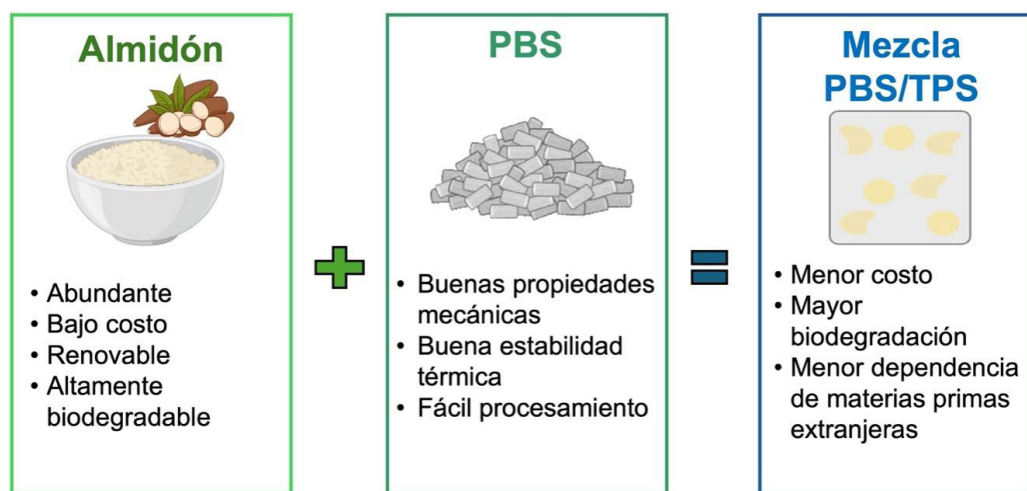 Almidón
• Abundante
• Bajo costo
• Renovable
• Altamente
biodegradable
PBS
• Buenas propiedades
mecánicas
• Buena estabilidad
térmica
• Fácil procesamiento
Mezcla
PBS/TPS
• Menor costo
• Mayor
biodegradación
• Menor dependencia
de materias primas
extranjeras